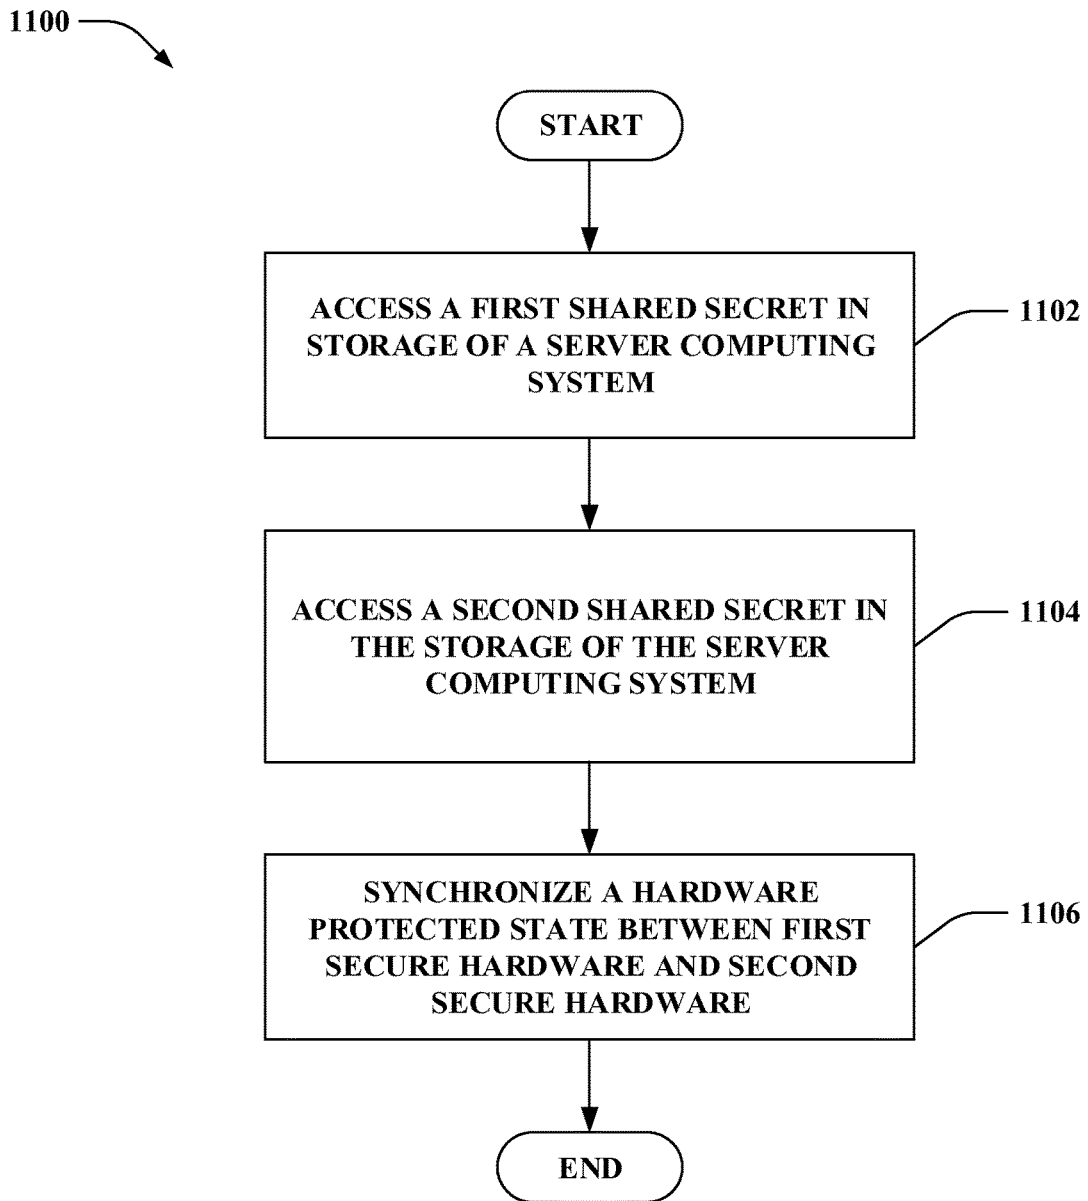 1100
START
ACCESS A FIRST SHARED SECRET IN
STORAGE OF A SERVER COMPUTING
SYSTEM
1102
ACCESS A SECOND SHARED SECRET IN
THE STORAGE OF THE SERVER
COMPUTING SYSTEM
1104
SYNCHRONIZE A HARDWARE
PROTECTED STATE BETWEEN FIRST
SECURE HARDWARE AND SECOND
SECURE HARDWARE
1106
END